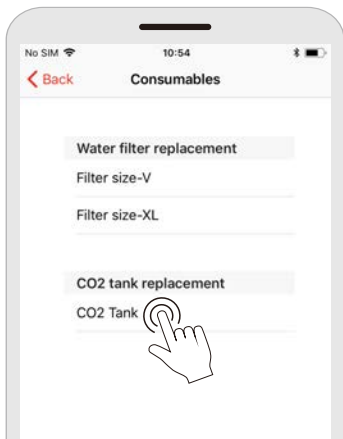 No SIM 10:54
Back Consumables
Water filter replacement
Filter size-V
Filter size-XL
CO2 tank replacement
CO2 Tank